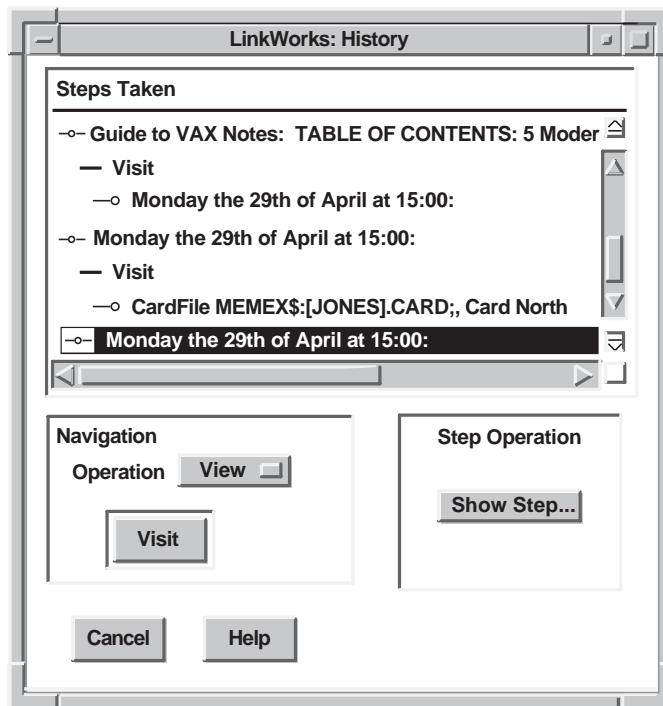 LinkWorks: History
Steps Taken
Guide to VAX Notes: TABLE OF CONTENTS: 5 Moder
Visit
Monday the 29th of April at 15:00:
Monday the 29th of April at 15:00:
Visit
CardFile MEMEX$:[JONES].CARD;, Card North
Monday the 29th of April at 15:00:
Navigation
Operation View
Visit
Step Operation
Show Step...
Cancel Help